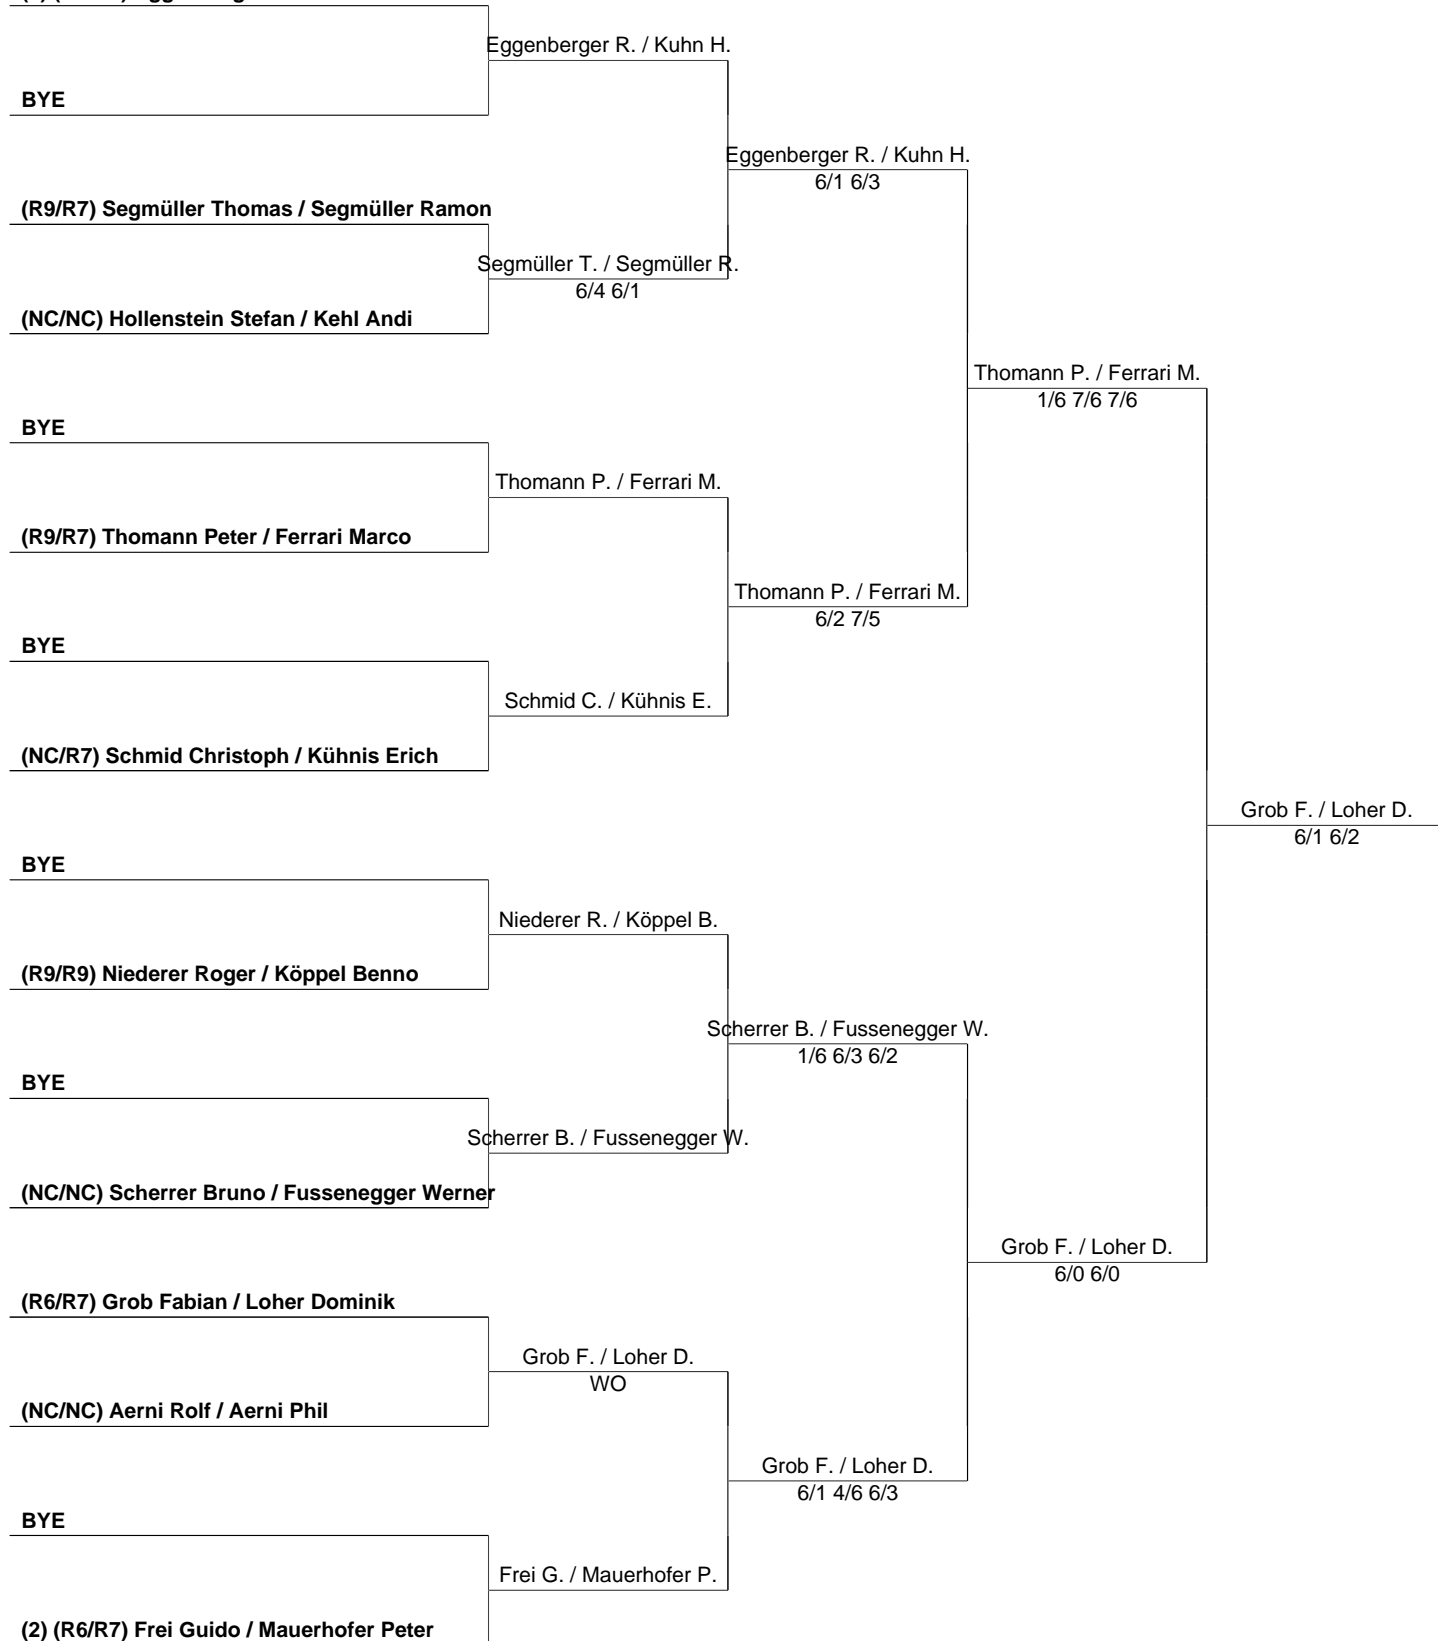 BYE
(R9/R7) Segmüller Thomas / Segmüller Ramon
(NC/NC) Hollenstein Stefan / Kehl Andi
BYE
(R9/R7) Thomann Peter / Ferrari Marco
BYE
(NC/R7) Schmid Christoph / Kühnis Erich
BYE
(R9/R9) Niederer Roger / Köppel Benno
BYE
(NC/NC) Scherrer Bruno / Fussenegger Werner
(R6/R7) Grob Fabian / Loher Dominik
(NC/NC) Aerni Rolf / Aerni Phil
BYE
(2) (R6/R7) Frei Guido / Mauerhofer Peter
Eggenberger R. / Kuhn H.
Segmüller T. / Segmüller R.
6/4 6/1
Thomann P. / Ferrari M.
Schmid C. / Kühnis E.
Niederer R. / Köppel B.
Scherrer B. / Fussenegger W.
Grob F. / Loher D.
WO
Frei G. / Mauerhofer P.
Eggenberger R. / Kuhn H.
6/1 6/3
Thomann P. / Ferrari M.
6/2 7/5
Scherrer B. / Fussenegger W.
1/6 6/3 6/2
Grob F. / Loher D.
6/1 4/6 6/3
Thomann P. / Ferrari M.
1/6 7/6 7/6
Grob F. / Loher D.
6/0 6/0
Grob F. / Loher D.
6/1 6/2